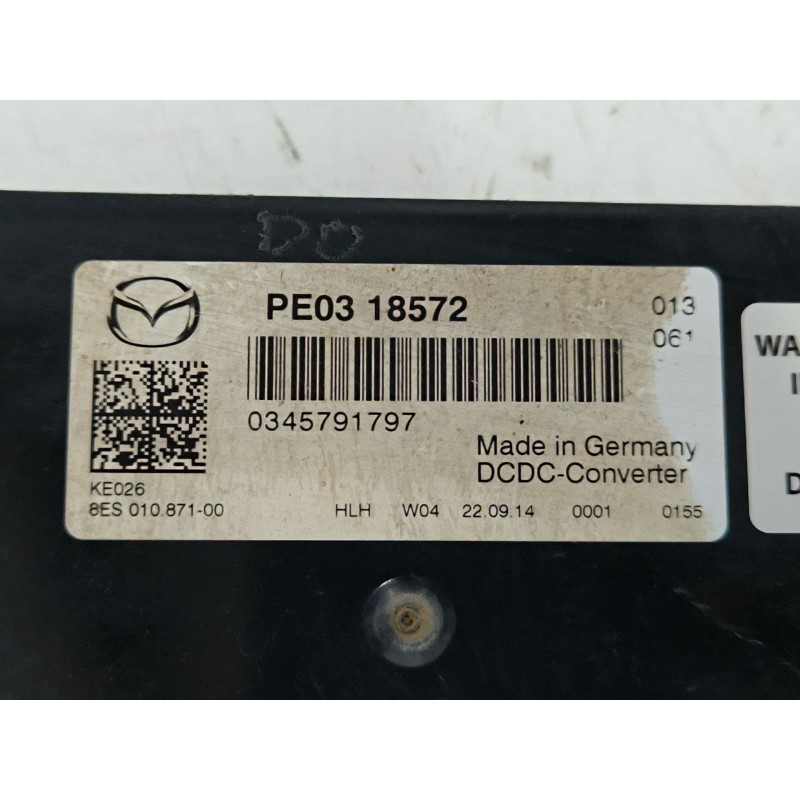 DO
PE03 18572
013
061
0345791797
Made in Germany
DCDC-Converter
KE026
8ES 010.871-00 HLH W04 22.09.14 0001 0155
WA
I
D